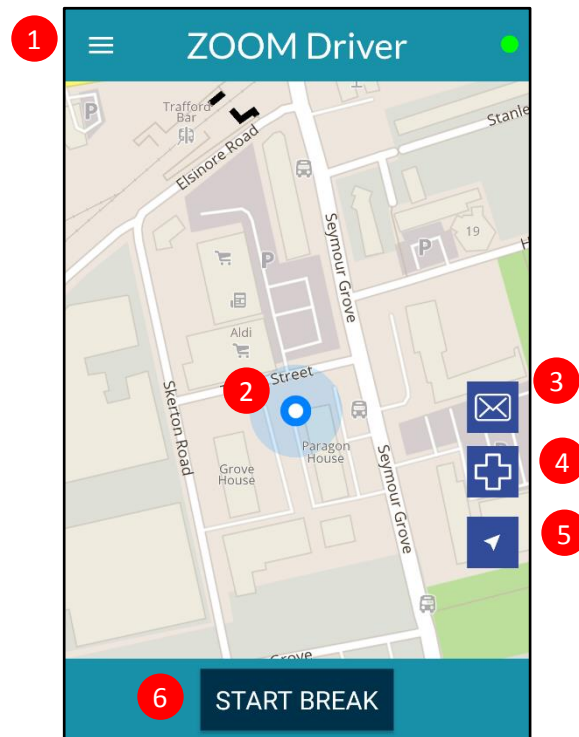 1
ZOOM Driver
P
Trafford
Bar
Stanle
Elsinore Road
Seymour Grove
19
P
P
H
Aldi
Street
2
3
Skerton Road
Paragon
House
Grove
House
Seymour Grove
4
5
Grove
6
START BREAK